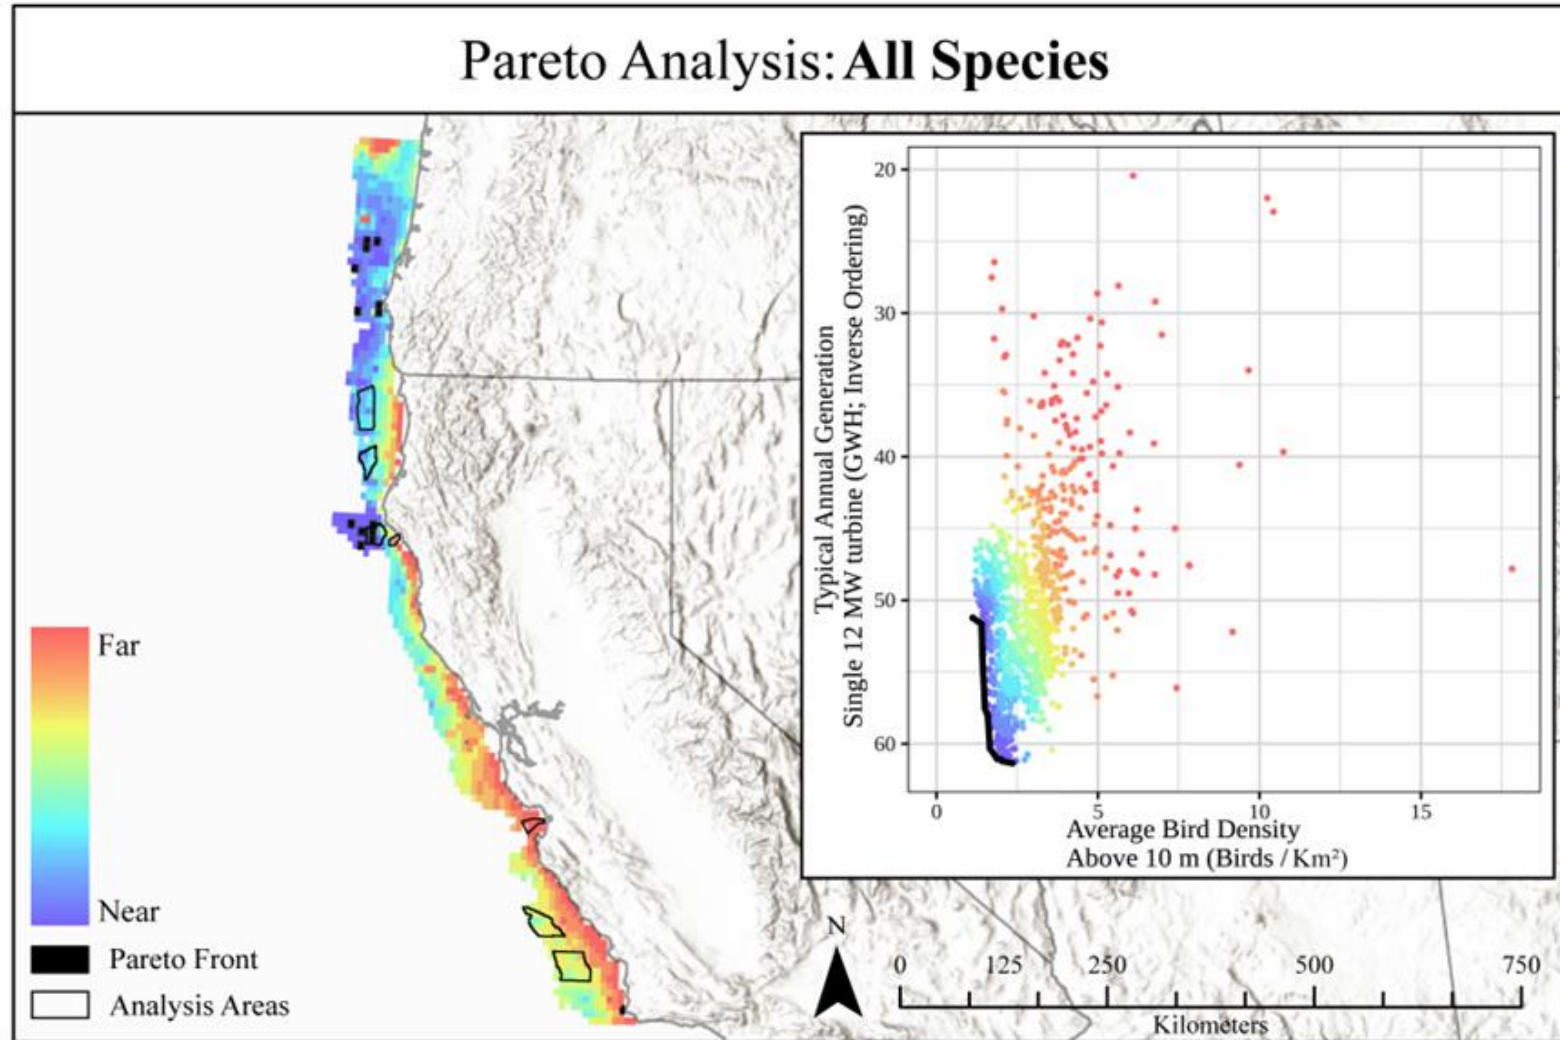 Pareto Analysis: All Species
Far
Near
Pareto Front
Analysis Areas
Typical Annual Generation
Single 12 MW turbine (GWH; Inverse Ordering)
20
30
40
50
60
0 5 10 15
Average Bird Density
Above 10 m (Birds / Km²)
N
0 125 250 500 750
Kilometers